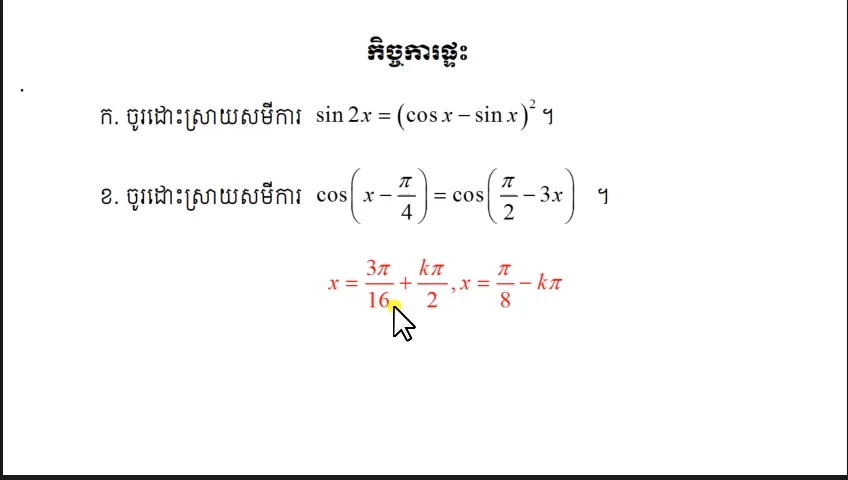 កិច្ចការផ្ទះ
ក. ចូរដោះស្រាយសមីការ sin 2x = (cos x − sin x)² ។
ខ. ចូរដោះស្រាយសមីការ cos(x − π/4) = cos(π/2 − 3x) ។
x = 3π/16 + kπ/2, x = π/8 − kπ